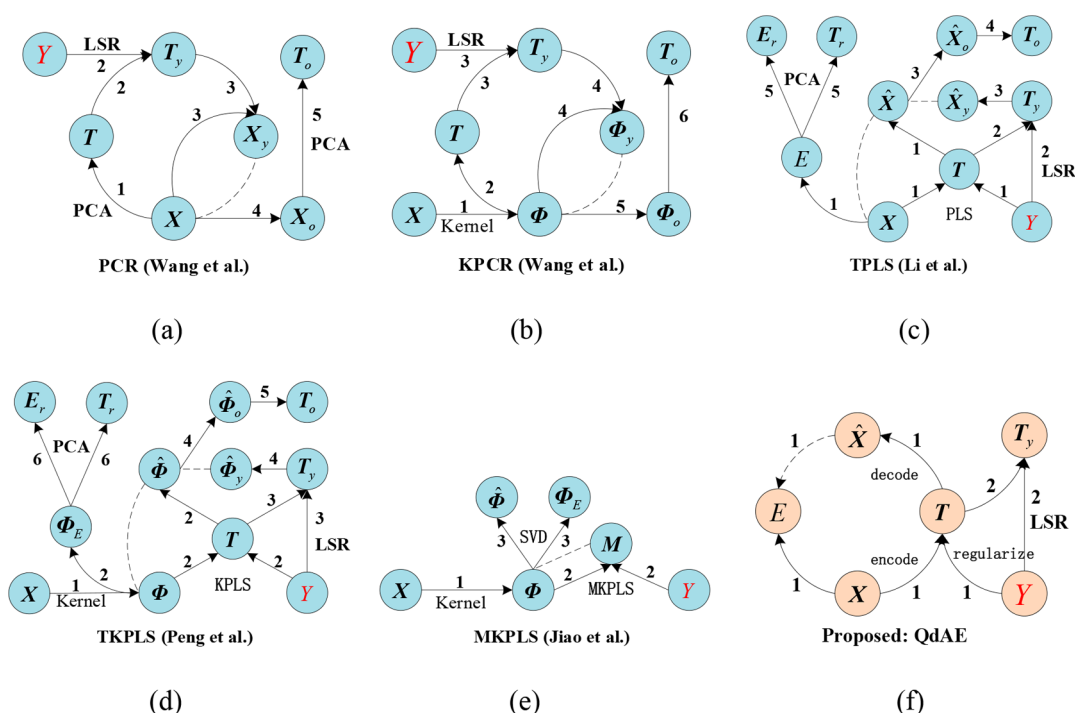 Y LSR T_y T_o
2 2 3
3 5
T X_y PCA
1
PCA X 4 X_o
PCR (Wang et al.)
(a)
Y LSR T_y T_o
3 3 4
4 6
T Φ_y
2
X 1 Φ 5 Φ_o
Kernel
KPCR (Wang et al.)
(b)
E_r T_r X̂_o 4 T_o
PCA 3
5 5 X̂ X̂_y 3 T_y
2 2
E 1 LSR
T
1 1 1
X PLS Y
TPLS (Li et al.)
(c)
E_r T_r Φ̂_o 5 T_o
PCA 4
6 6 Φ̂ Φ̂_y 4 T_y
3 3
Φ_E 2 LSR
T
2 2 2
X 1 Φ KPLS Y
Kernel
TKPLS (Peng et al.)
(d)
Φ̂ Φ_E
SVD
3 3 M
X 1 Φ 2 MKPLS 2 Y
Kernel
MKPLS (Jiao et al.)
(e)
1 X̂ 1 T_y
decode 2 2
E T LSR
encode regularize
1 X 1 1 Y
Proposed: QdAE
(f)